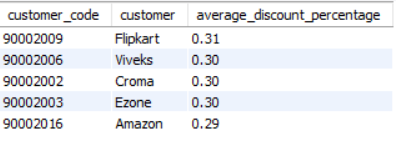 customer_code customer average_discount_percentage
90002009 Flipkart 0.31
90002006 Viveks 0.30
90002002 Croma 0.30
90002003 Ezone 0.30
90002016 Amazon 0.29